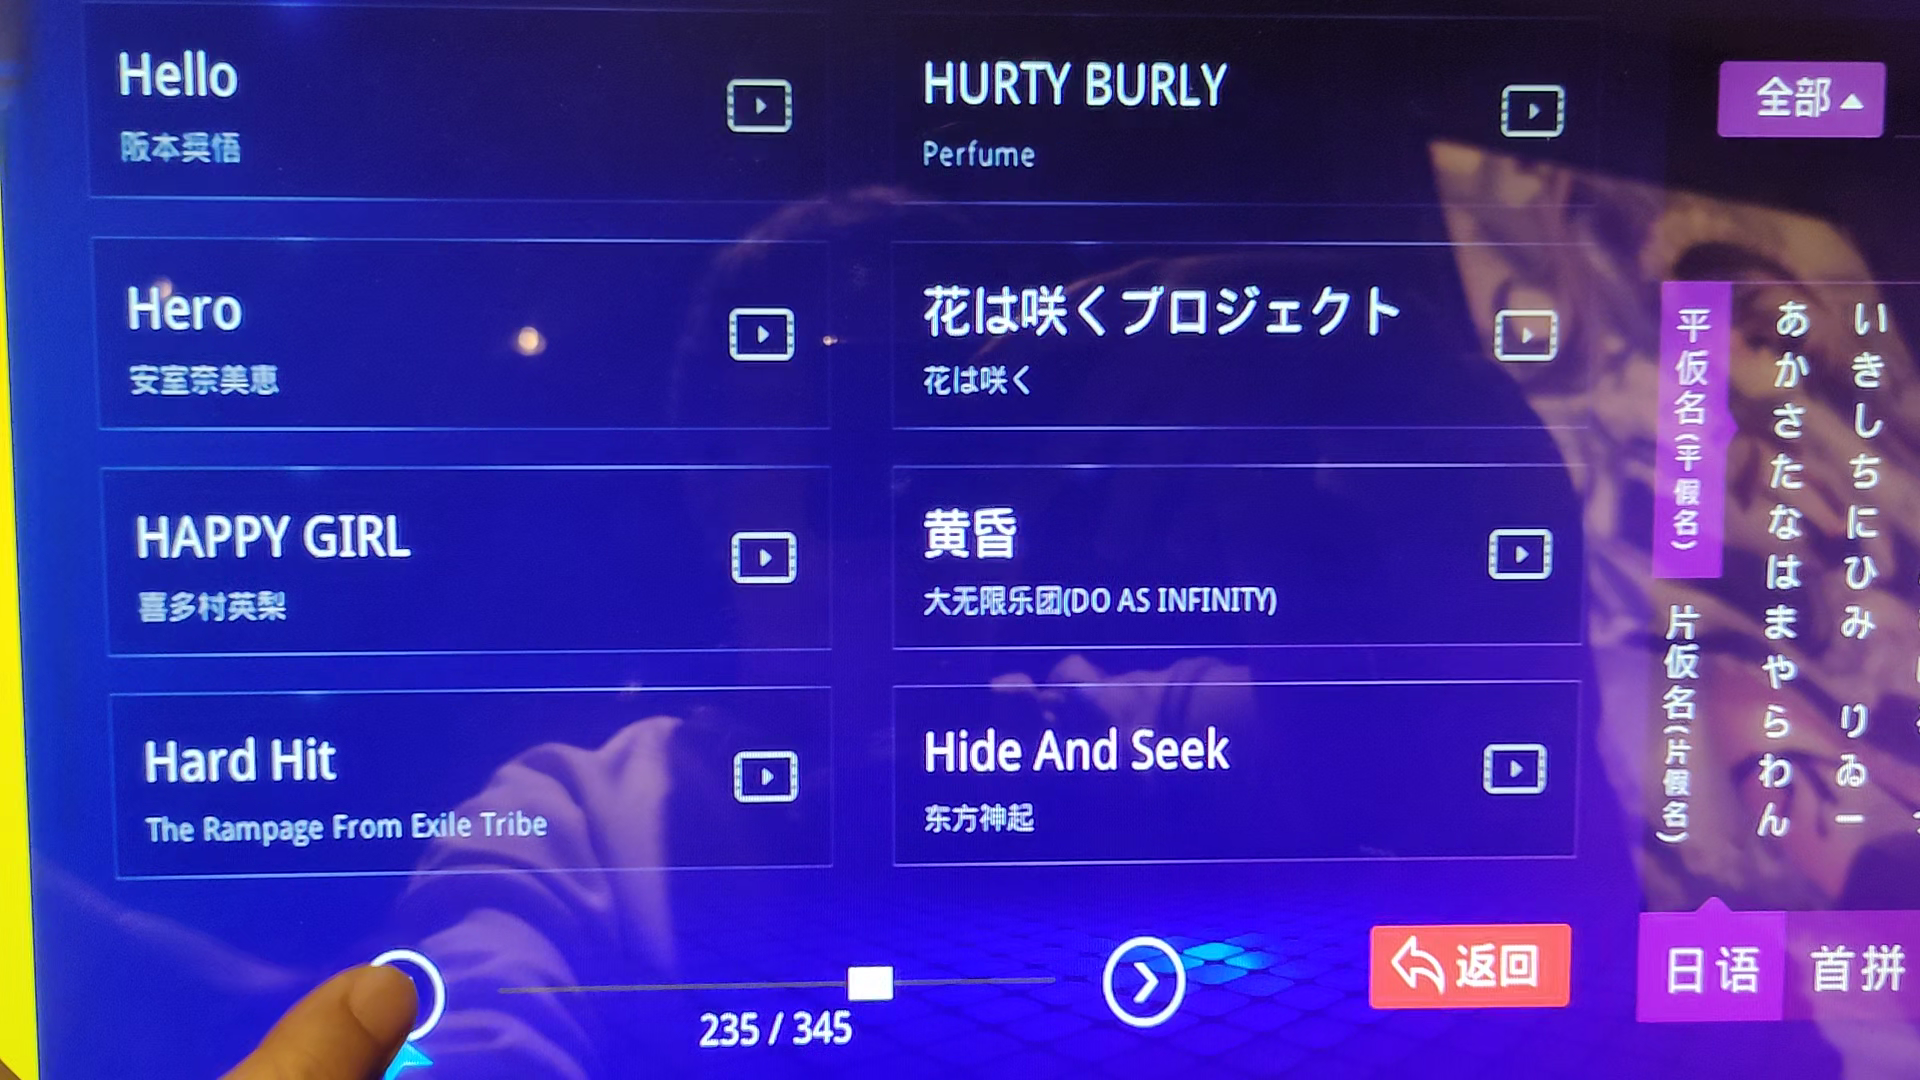 Hello
阪本奨悟
HURTY BURLY
Perfume
全部
Hero
安室奈美恵
花は咲くプロジェクト
花は咲く
HAPPY GIRL
喜多村英梨
黄昏
大无限乐团(DO AS INFINITY)
Hard Hit
The Rampage From Exile Tribe
Hide And Seek
东方神起
235 / 345
返回
平仮名(平假名)
片仮名(片假名)
あかさたなはまやらわん
いきしちにひみ りゐー
日语
首拼